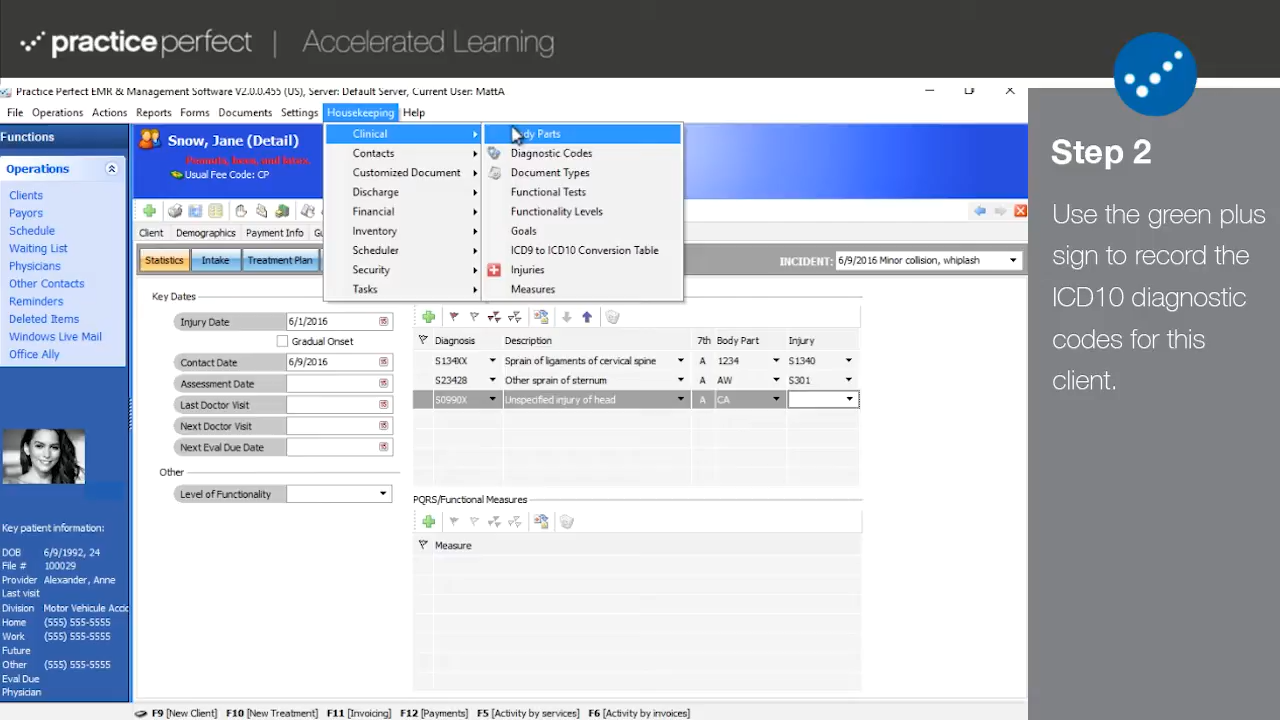 practiceperfect | Accelerated Learning
Practice Perfect EMR & Management Software V2.0.0.455 (US), Server: Default Server, Current User: MattA
File Operations Actions Reports Forms Documents Settings Housekeeping Help
Functions
Operations
Clients
Payors
Schedule
Waiting List
Physicians
Other Contacts
Reminders
Deleted Items
Windows Live Mail
Office Ally
Key patient information:
DOB 6/9/1992, 24
File # 100029
Provider Alexander, Anne
Last visit
Division Motor Vehicule Accid
Home (555) 555-5555
Work (555) 555-5555
Future
Other (555) 555-5555
Eval Due
Physician
Snow, Jane (Detail)
Peanuts, bees, and latex.
Usual Fee Code: CP
Client Demographics Payment Info
Statistics Intake Treatment Plan
INCIDENT: 6/9/2016 Minor collision, whiplash
Clinical
Contacts
Customized Document
Discharge
Financial
Inventory
Scheduler
Security
Tasks
Parts
Diagnostic Codes
Document Types
Functional Tests
Functionality Levels
Goals
ICD9 to ICD10 Conversion Table
Injuries
Measures
Key Dates
Injury Date 6/1/2016
Gradual Onset
Contact Date 6/9/2016
Assessment Date
Last Doctor Visit
Next Doctor Visit
Next Eval Due Date
Other
Level of Functionality
Diagnosis Description 7th Body Part Injury
S134XX Sprain of ligaments of cervical spine A 1234 S1340
S23428 Other sprain of sternum A AW S301
S0990X Unspecified injury of head A CA
PQRS/Functional Measures
Measure
F9 [New Client] F10 [New Treatment] F11 [Invoicing] F12 [Payments] F5 [Activity by services] F6 [Activity by invoices]
Step 2
Use the green plus
sign to record the
ICD10 diagnostic
codes for this
client.